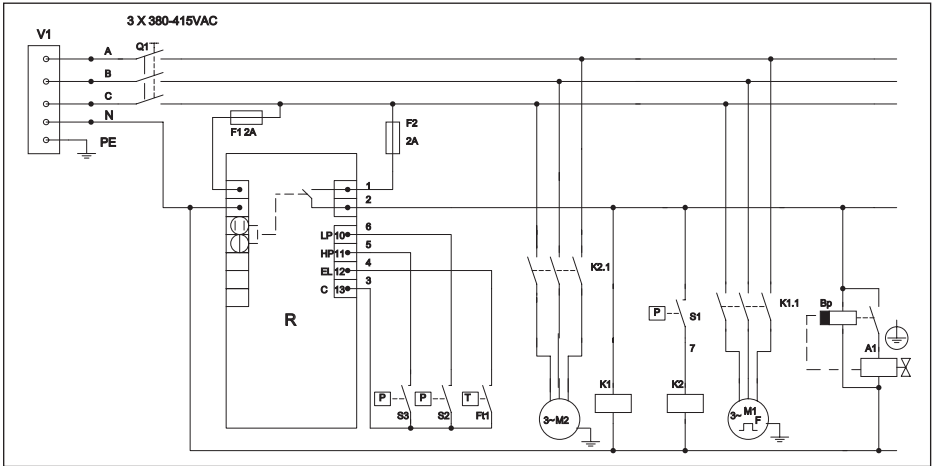 3 X 380-415VAC
V1
A
Q1
B
C
N
PE
F1 2A
F2
2A
1
2
6
LP 10
5
HP 11
4
EL 12
3
C 13
R
K2.1
K1.1
P
S1
7
Bp
A1
P
S3
P
S2
T
Ft1
K1
K2
3~M2
3~ M1
F